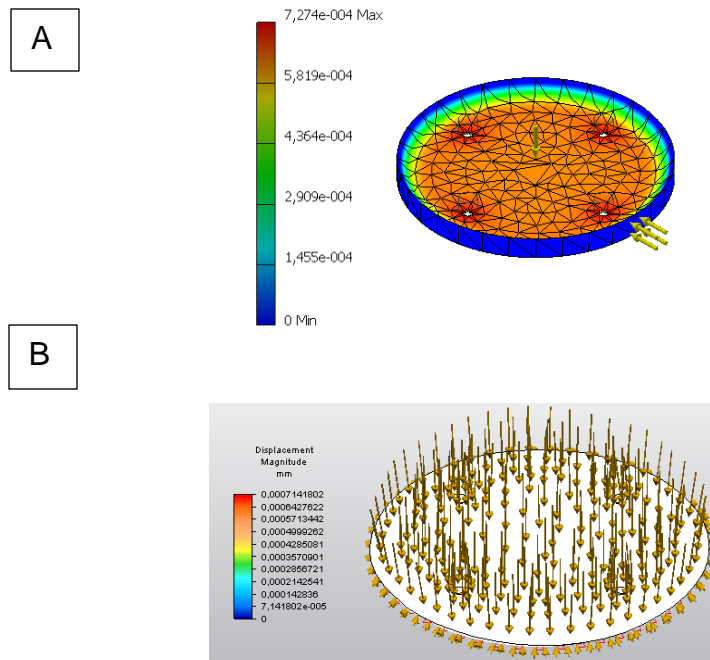 A
7,274e-004 Max
5,819e-004
4,364e-004
2,909e-004
1,455e-004
0 Min
B
Displacement
Magnitude
mm
0,0007141802
0,0006427622
0,0005713442
0,0004999262
0,0004285081
0,0003570901
0,0002856721
0,0002142541
0,000142836
7,141802e-005
0